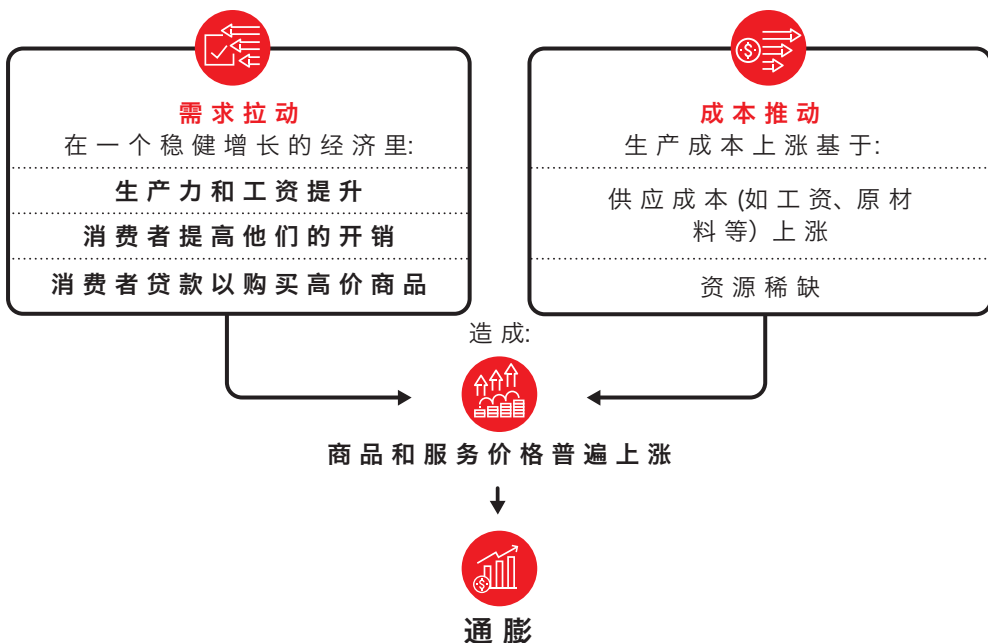 需求拉动
在一个稳健增长的经济里:
生产力和工资提升
消费者提高他们的开销
消费者贷款以购买高价商品
成本推动
生产成本上涨基于:
供应成本 (如工资、原材
料等）上涨
资源稀缺
造成:
商品和服务价格普遍上涨
通膨